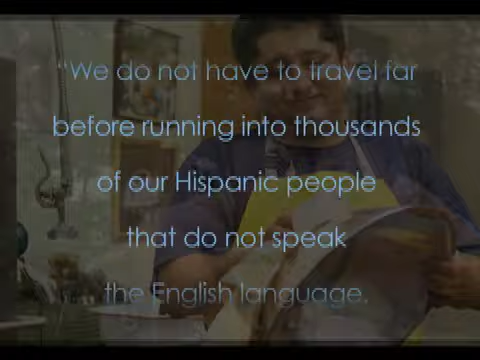 “We do not have to travel far
before running into thousands
of our Hispanic people
that do not speak
the English language.